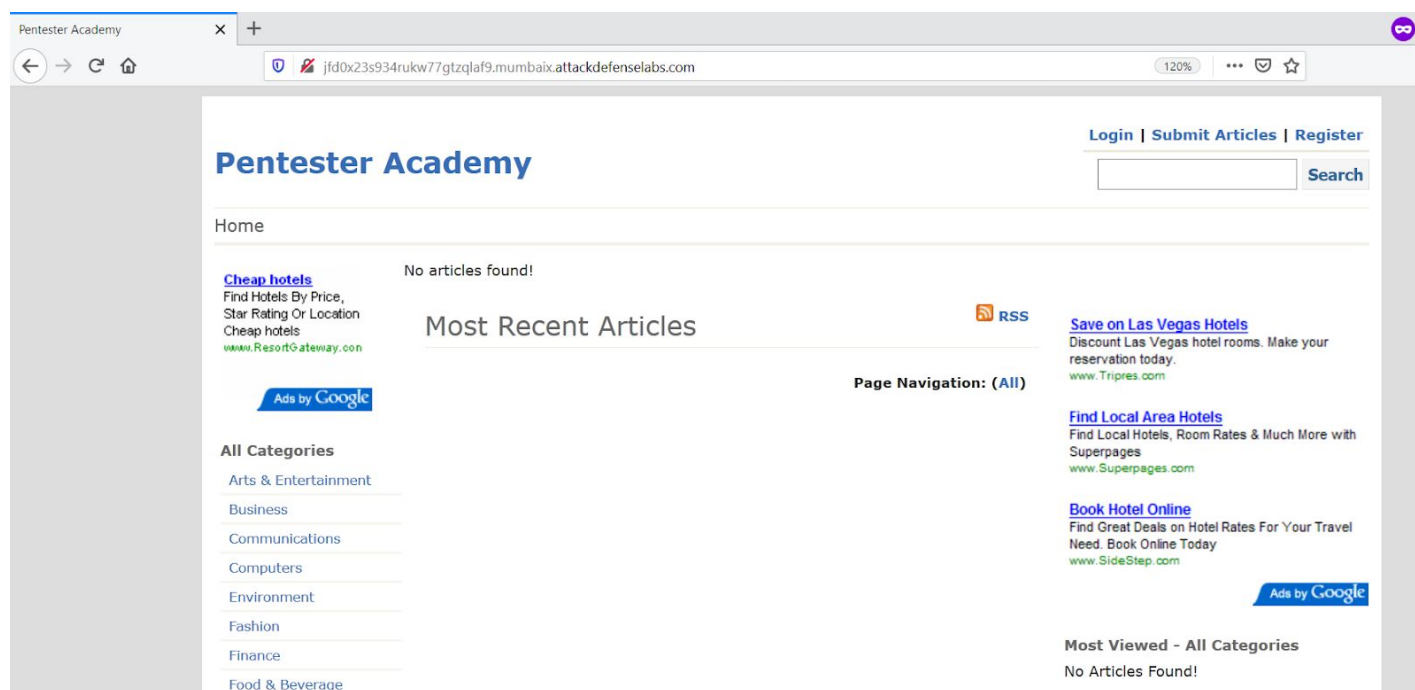 Pentester Academy
jfd0x23s934rukw77gtzqlaf9.mumbaix.attackdefenselabs.com
120%
Login | Submit Articles | Register
Pentester Academy
Search
Home
Cheap hotels
Find Hotels By Price,
Star Rating Or Location
Cheap hotels
www.ResortGateway.con
Ads by Google
All Categories
Arts & Entertainment
Business
Communications
Computers
Environment
Fashion
Finance
Food & Beverage
No articles found!
Most Recent Articles
RSS
Page Navigation: (All)
Save on Las Vegas Hotels
Discount Las Vegas hotel rooms. Make your
reservation today.
www.Tripres.com
Find Local Area Hotels
Find Local Hotels, Room Rates & Much More with
Superpages
www.Superpages.com
Book Hotel Online
Find Great Deals on Hotel Rates For Your Travel
Need. Book Online Today
www.SideStep.com
Ads by Google
Most Viewed - All Categories
No Articles Found!